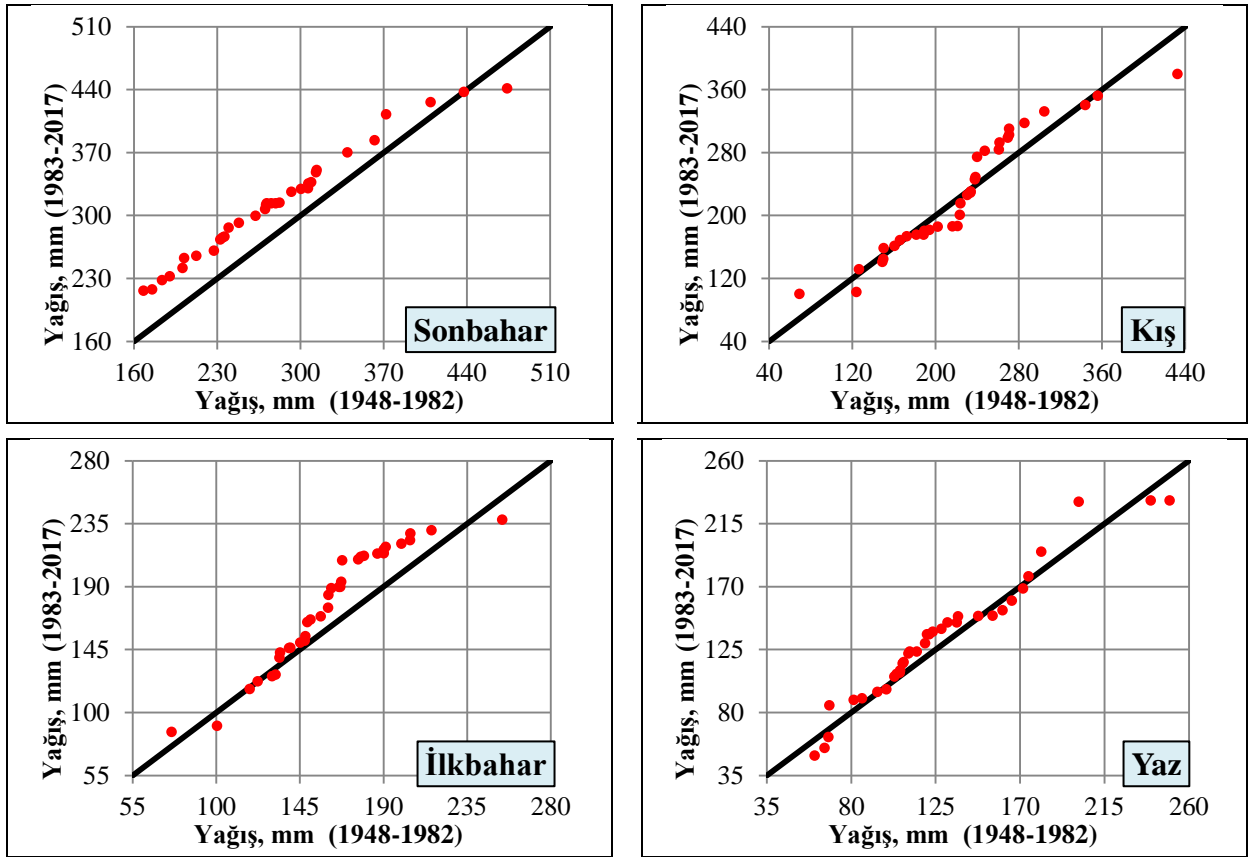 Yağış, mm (1983-2017)
510
440
370
300
230
160
160 230 300 370 440 510
Yağış, mm (1948-1982)
Sonbahar
Yağış, mm (1983-2017)
440
360
280
200
120
40
40 120 200 280 360 440
Yağış, mm (1948-1982)
Kış
Yağış, mm (1983-2017)
280
235
190
145
100
55
55 100 145 190 235 280
Yağış, mm (1948-1982)
İlkbahar
Yağış, mm (1983-2017)
260
215
170
125
80
35
35 80 125 170 215 260
Yağış, mm (1948-1982)
Yaz